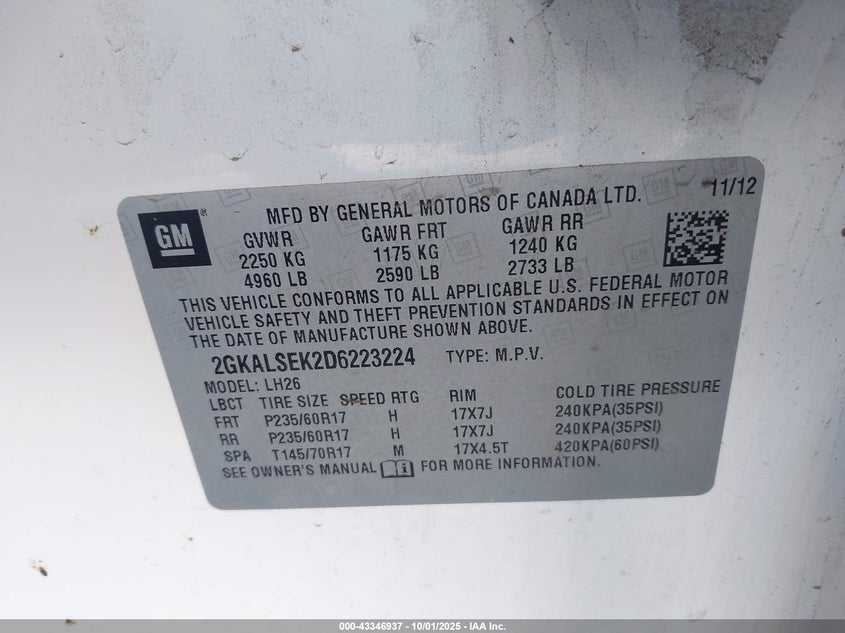 11/12
GM ®
MFD BY GENERAL MOTORS OF CANADA LTD.
GVWR GAWR FRT GAWR RR
2250 KG 1175 KG 1240 KG
4960 LB 2590 LB 2733 LB
THIS VEHICLE CONFORMS TO ALL APPLICABLE U.S. FEDERAL MOTOR
VEHICLE SAFETY AND THEFT PREVENTION STANDARDS IN EFFECT ON
THE DATE OF MANUFACTURE SHOWN ABOVE.
2GKALSEK2D6223224 TYPE: M.P.V.
MODEL: LH26
LBCT TIRE SIZE SPEED RTG RIM COLD TIRE PRESSURE
FRT P235/60R17 H 17X7J 240KPA(35PSI)
RR P235/60R17 H 17X7J 240KPA(35PSI)
SPA T145/70R17 M 17X4.5T 420KPA(60PSI)
SEE OWNER'S MANUAL FOR MORE INFORMATION.
000-43346937 - 10/01/2025 - IAA Inc.